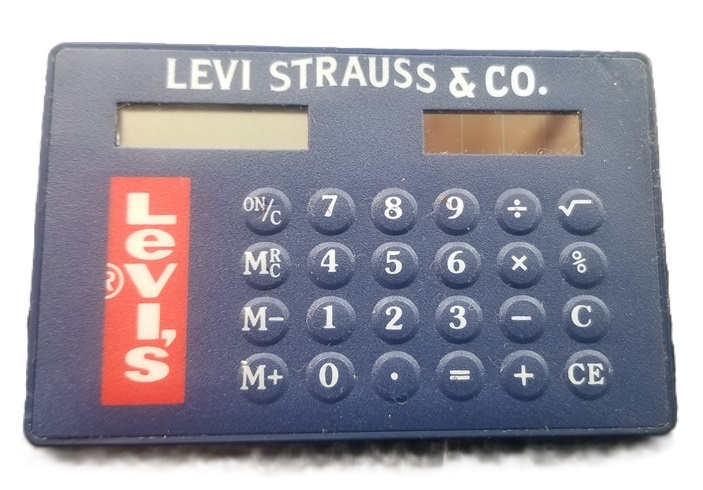 LEVI STRAUSS & CO.
Levi's
®
ON/C 7 8 9 ÷ √
MRC 4 5 6 × %
M− 1 2 3 − C
M+ 0 · = + CE